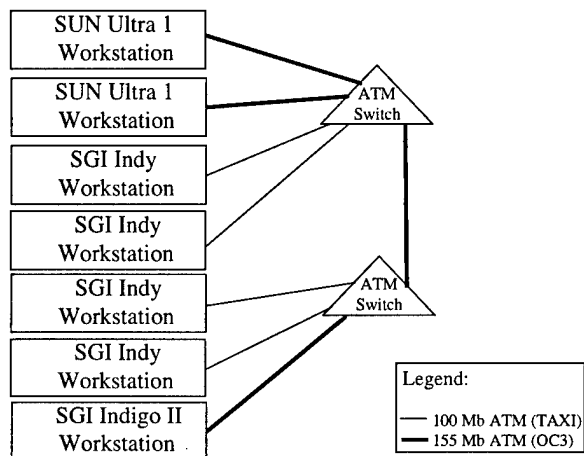 SUN Ultra 1
Workstation
SUN Ultra 1
Workstation
SGI Indy
Workstation
SGI Indy
Workstation
SGI Indy
Workstation
SGI Indy
Workstation
SGI Indigo II
Workstation
ATM
Switch
ATM
Switch
Legend:
100 Mb ATM (TAXI)
155 Mb ATM (OC3)